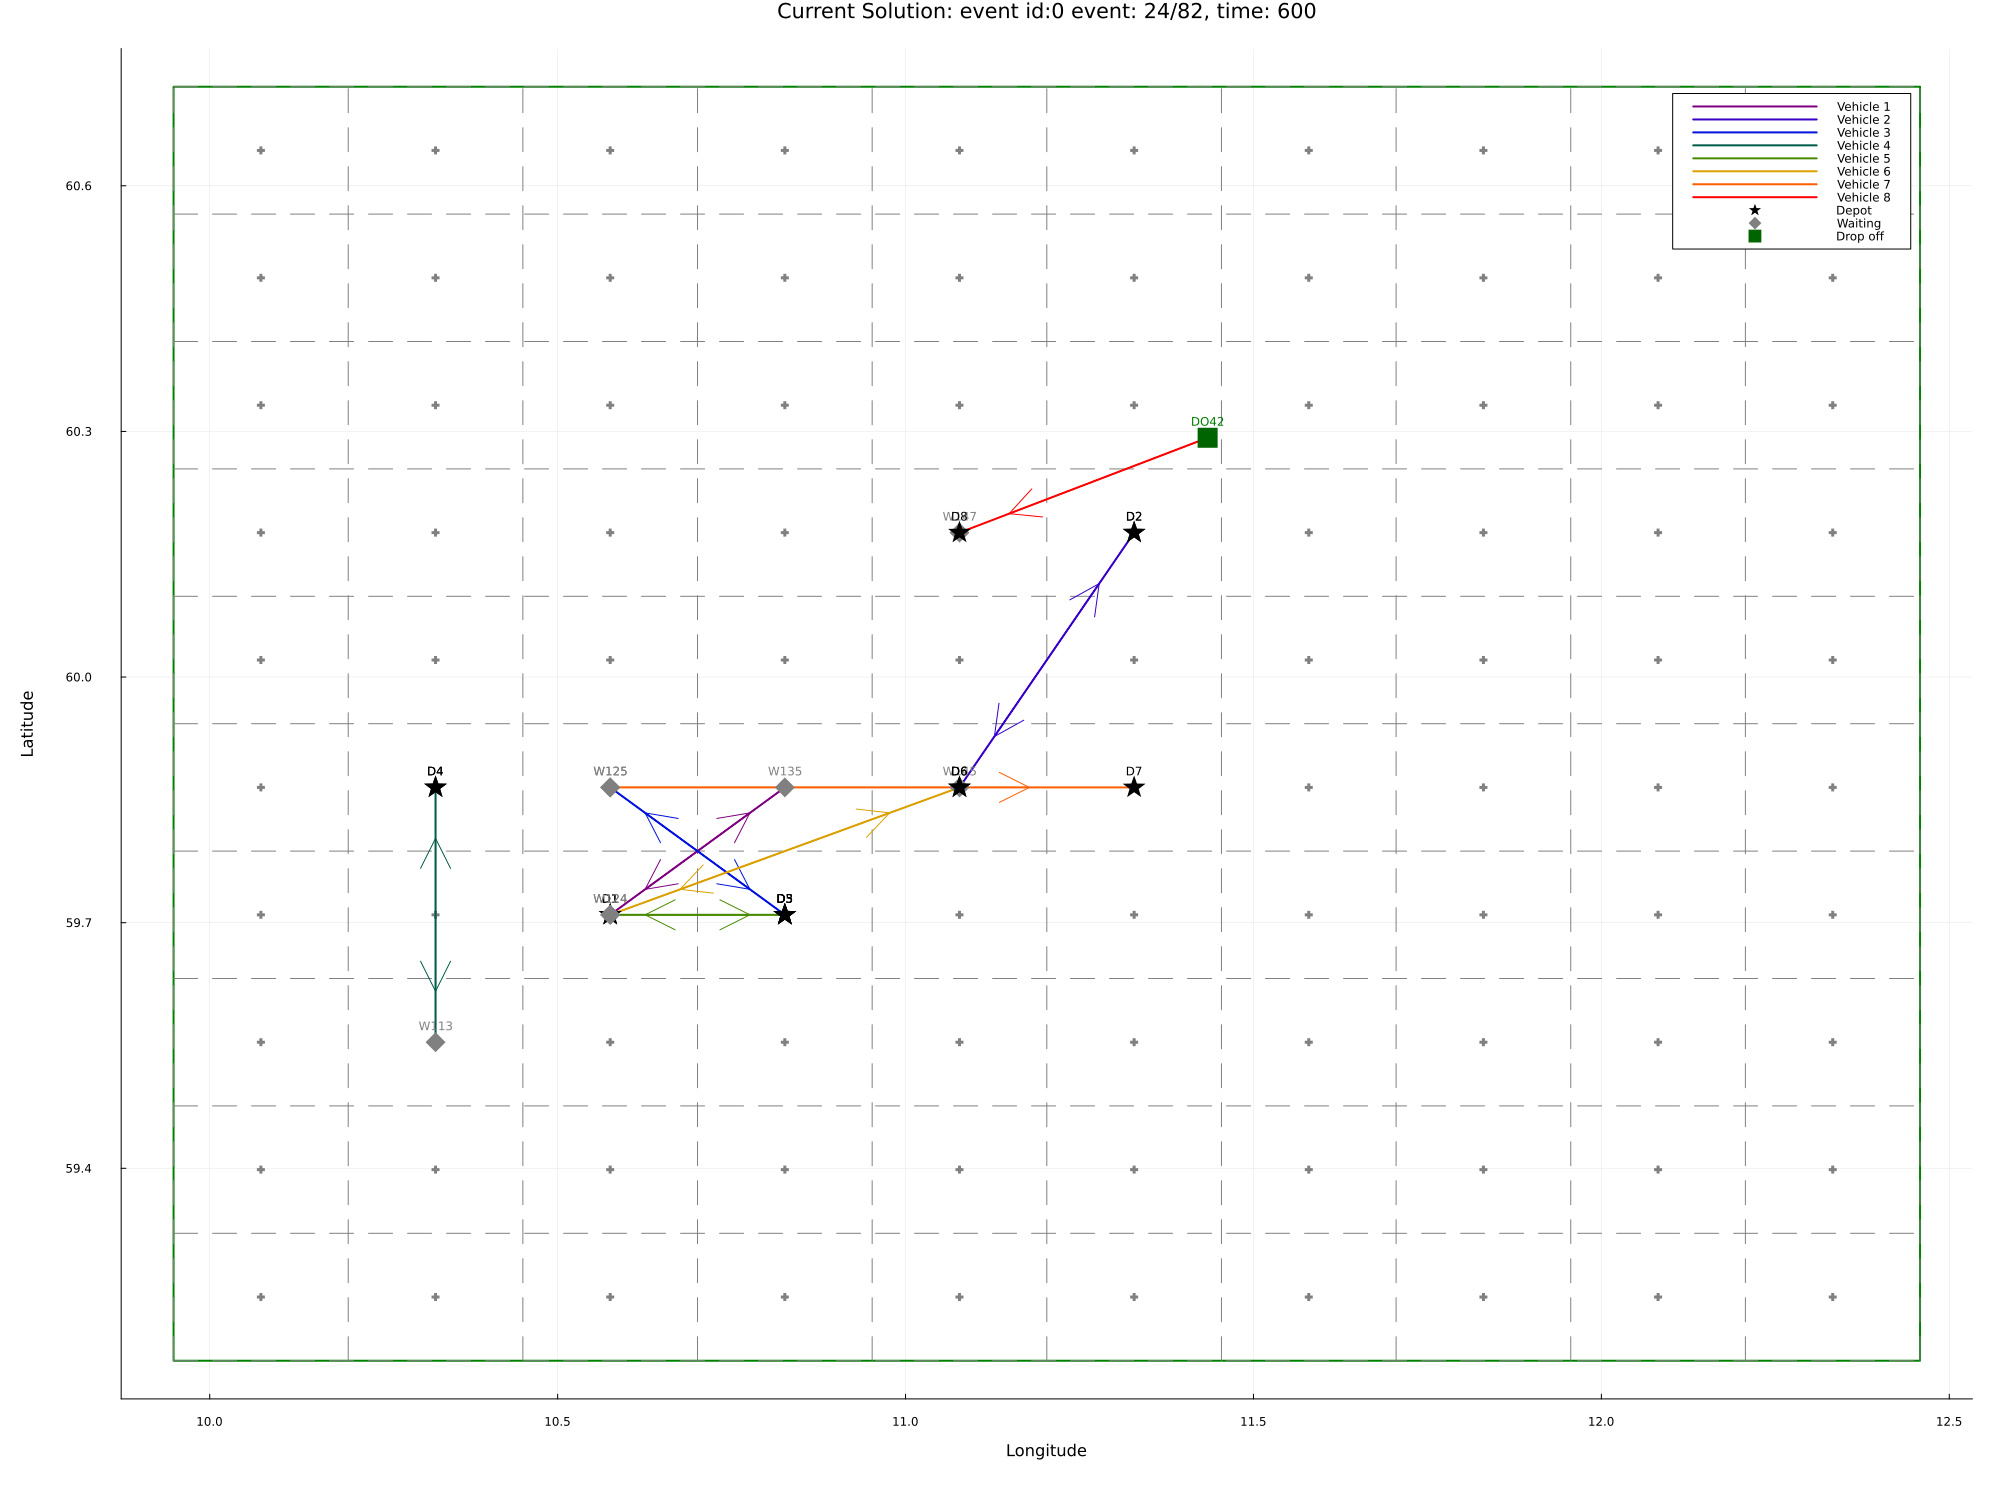 Current Solution: event id:0 event: 24/82, time: 600
Vehicle 1
Vehicle 2
Vehicle 3
Vehicle 4
Vehicle 5
Vehicle 6
Vehicle 7
Vehicle 8
Depot
Waiting
Drop off
60.6
60.3
60.0
59.7
59.4
Latitude
DO42
D8
D2
D4
W125
W135
D6
D7
W113
10.0
10.5
11.0
11.5
12.0
12.5
Longitude